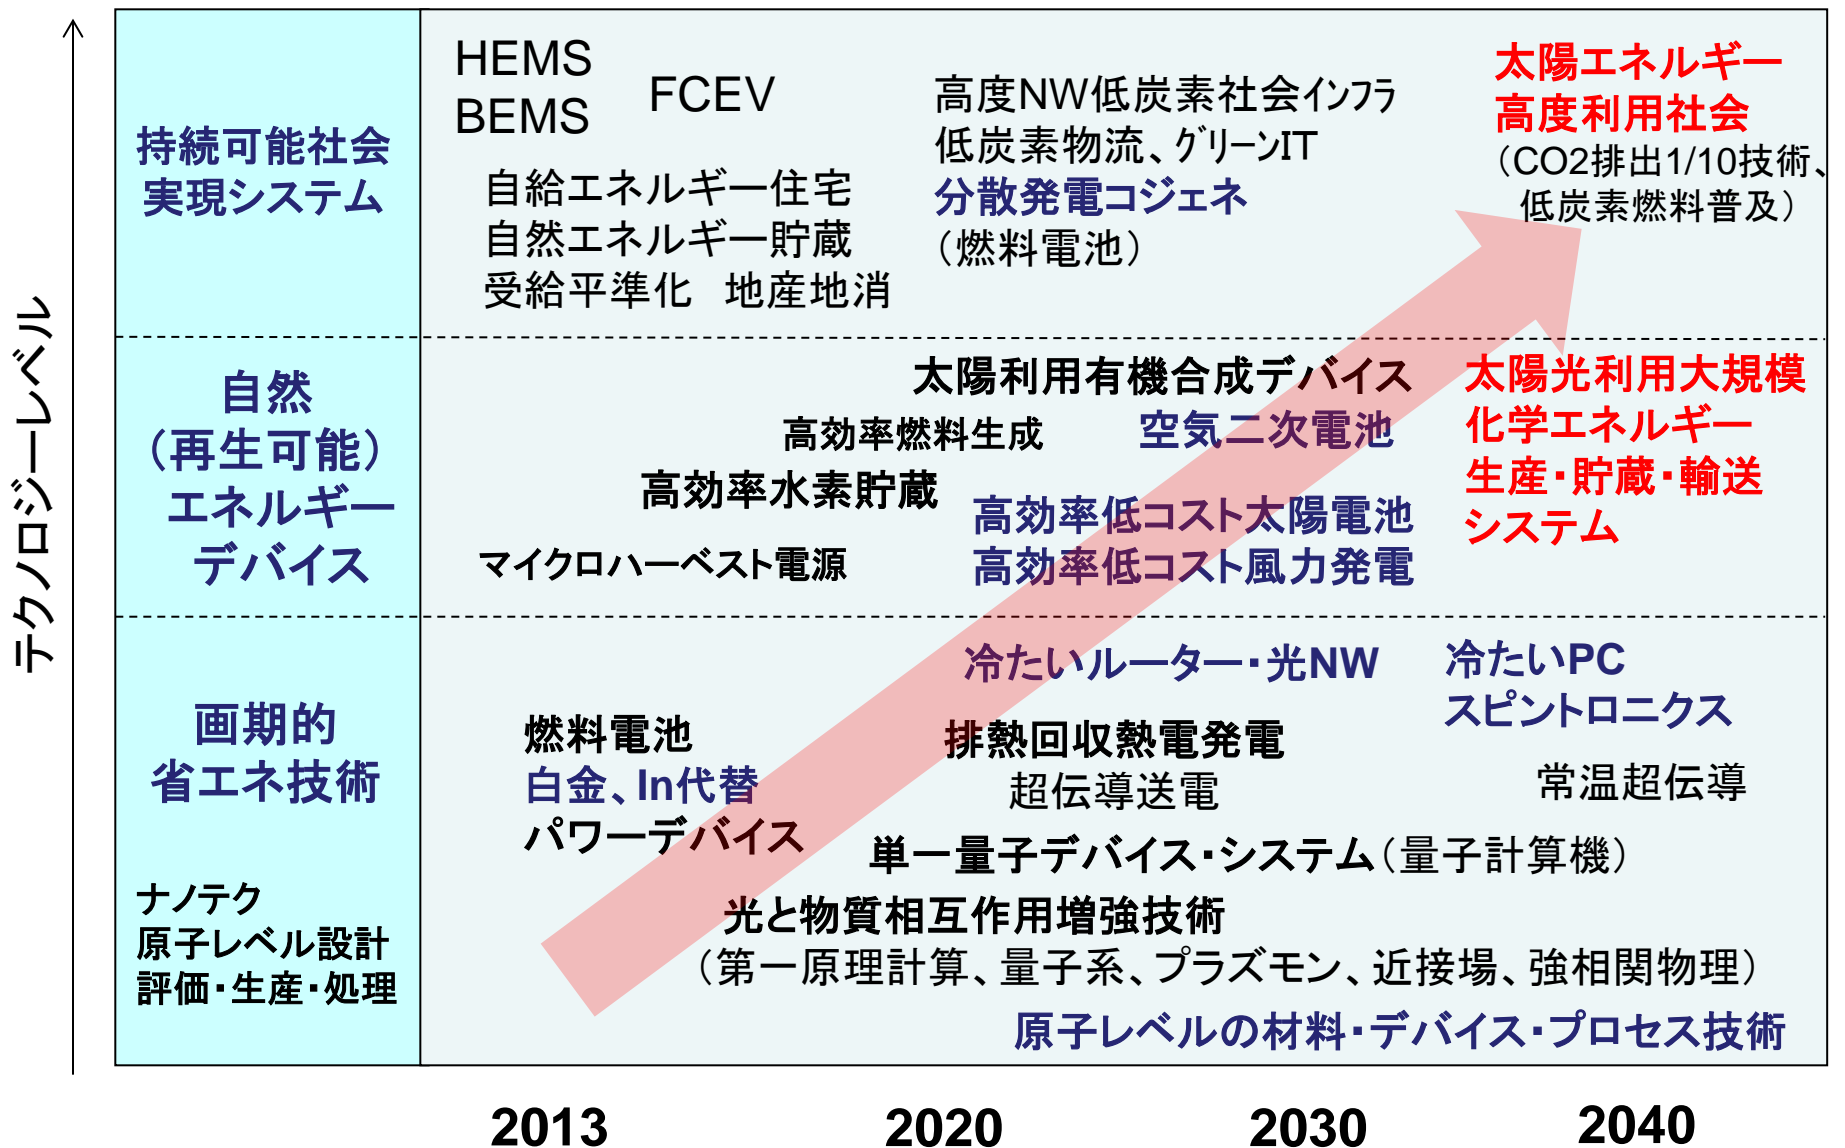 テクノロジーレベル
持続可能社会
実現システム
HEMS
BEMS
FCEV
自給エネルギー住宅
自然エネルギー貯蔵
受給平準化 地産地消
高度NW低炭素社会インフラ
低炭素物流、グリーンIT
分散発電コジェネ
（燃料電池）
太陽エネルギー
高度利用社会
（CO2排出1/10技術、
低炭素燃料普及）
自然
（再生可能）
エネルギー
デバイス
太陽利用有機合成デバイス
高効率燃料生成
空気二次電池
高効率水素貯蔵
高効率低コスト太陽電池
マイクロハーベスト電源
高効率低コスト風力発電
太陽光利用大規模
化学エネルギー
生産・貯蔵・輸送
システム
画期的
省エネ技術
ナノテク
原子レベル設計
評価・生産・処理
冷たいルーター・光NW
冷たいPC
スピントロニクス
燃料電池
白金、In代替
パワーデバイス
排熱回収熱電発電
超伝導送電
常温超伝導
単一量子デバイス・システム（量子計算機）
光と物質相互作用増強技術
（第一原理計算、量子系、プラズモン、近接場、強相関物理）
原子レベルの材料・デバイス・プロセス技術
2013
2020
2030
2040